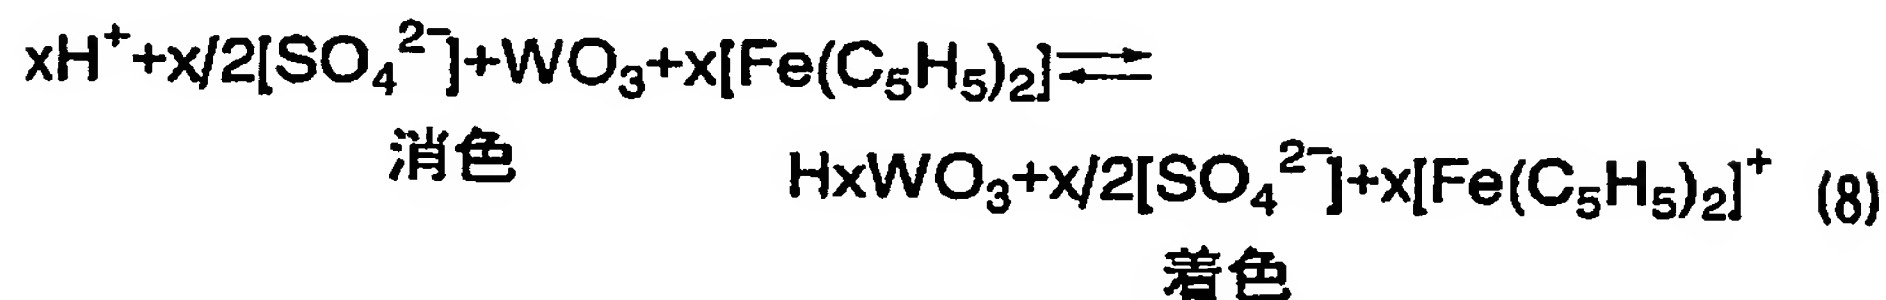 xH⁺+x/2[SO₄²⁻]+WO₃+x[Fe(C₅H₅)₂]⇄
消色
HxWO₃+x/2[SO₄²⁻]+x[Fe(C₅H₅)₂]⁺ (8)
着色